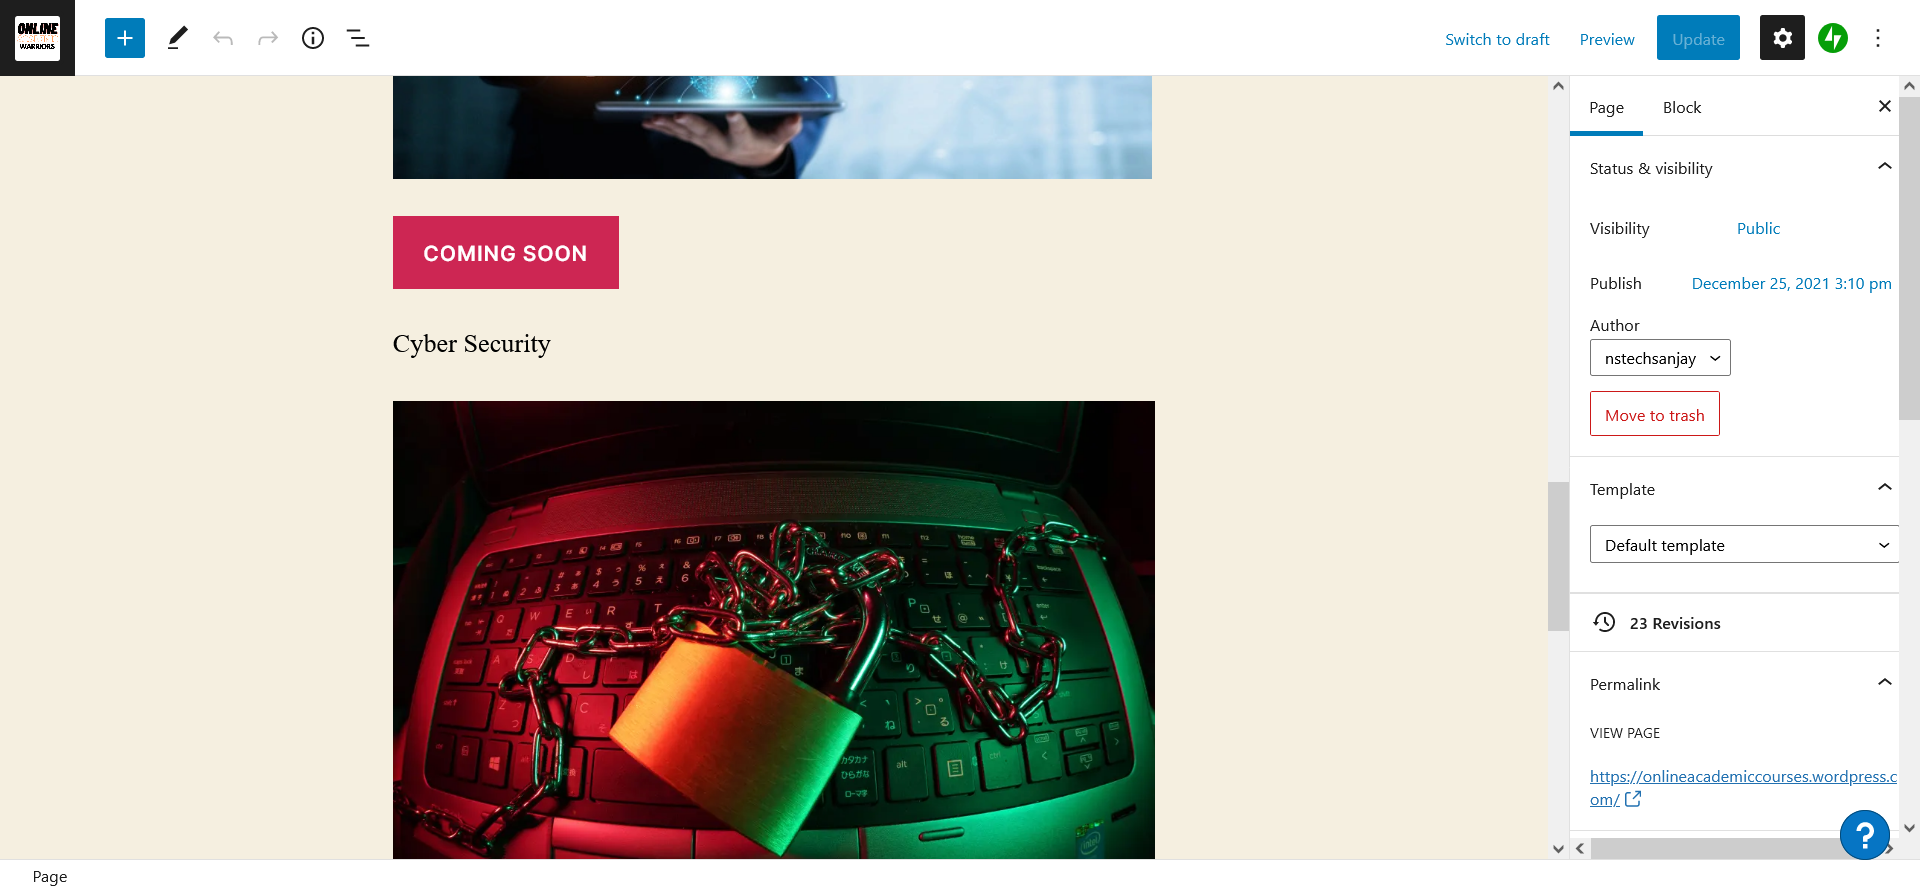 ONLINE
WARRIORS
Switch to draft
Preview
Update
COMING SOON
Cyber Security
Page
Block
Status & visibility
Visibility
Public
Publish
December 25, 2021 3:10 pm
Author
nstechsanjay
Move to trash
Template
Default template
23 Revisions
Permalink
VIEW PAGE
https://onlineacademiccourses.wordpress.c
om/
?
Page